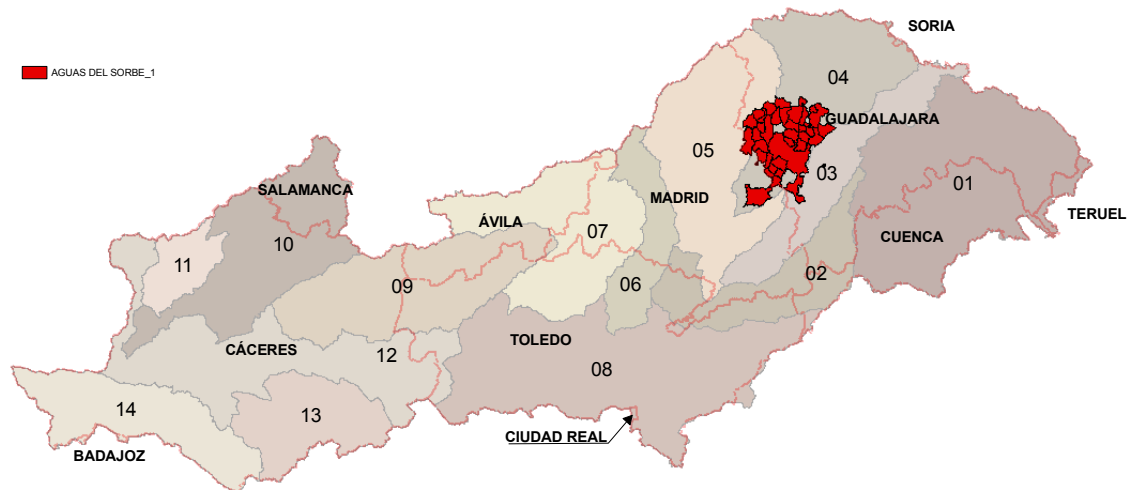 SORIA
AGUAS DEL SORBE_1
04
GUADALAJARA
05
03
01
SALAMANCA
MADRID
TERUEL
ÁVILA
07
CUENCA
10
11
02
06
09
TOLEDO
CÁCERES
12
08
14
13
CIUDAD REAL
BADAJOZ